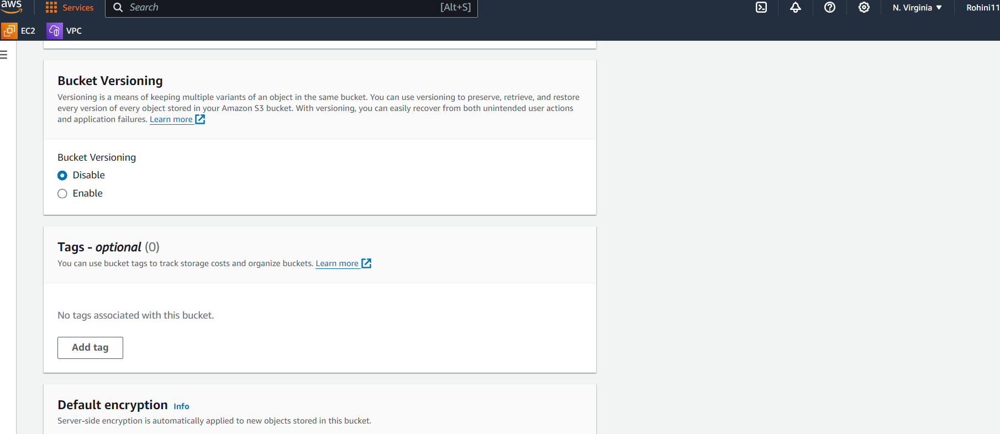 aws
Services
Search
[Alt+S]
N. Virginia
Rohini11
EC2
VPC
Bucket Versioning
Versioning is a means of keeping multiple variants of an object in the same bucket. You can use versioning to preserve, retrieve, and restore
every version of every object stored in your Amazon S3 bucket. With versioning, you can easily recover from both unintended user actions
and application failures. Learn more
Bucket Versioning
Disable
Enable
Tags - optional (0)
You can use bucket tags to track storage costs and organize buckets. Learn more
No tags associated with this bucket.
Add tag
Default encryption Info
Server-side encryption is automatically applied to new objects stored in this bucket.